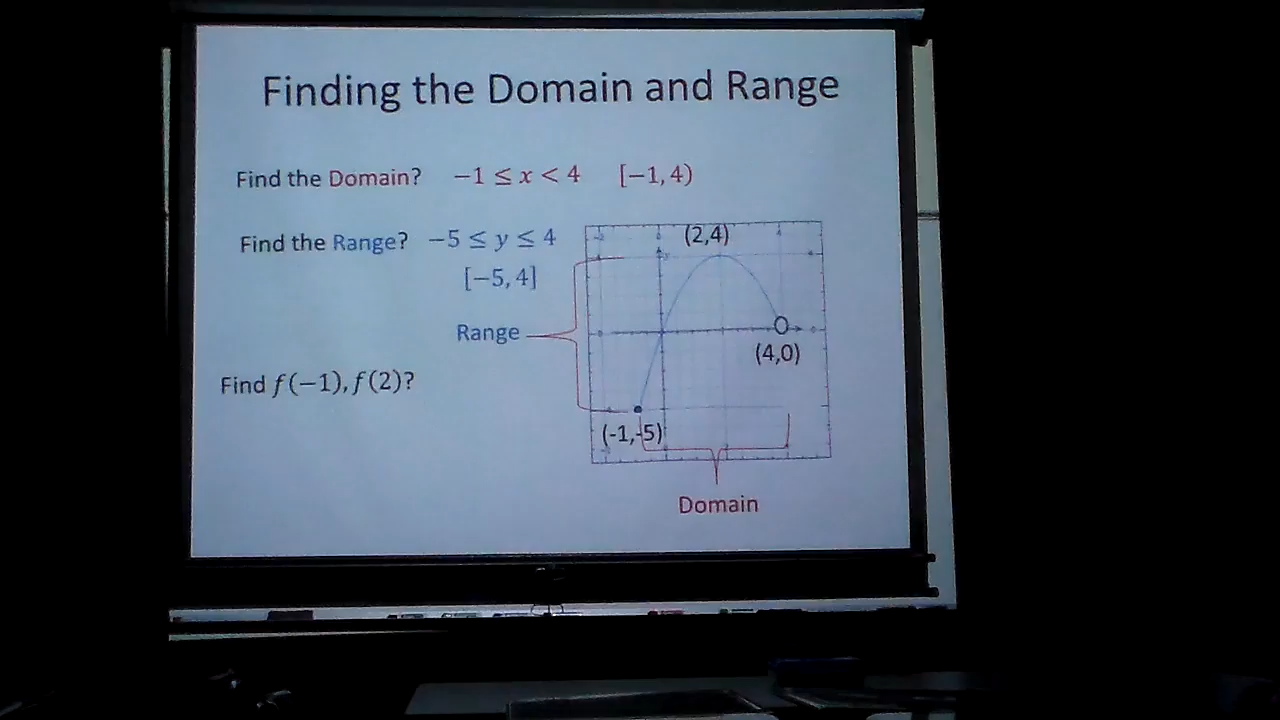 Finding the Domain and Range
Find the Domain? −1 ≤ x < 4 [−1, 4)
Find the Range? −5 ≤ y ≤ 4
[−5, 4]
(2,4)
Range
(4,0)
Find f(−1), f(2)?
(-1,-5)
Domain